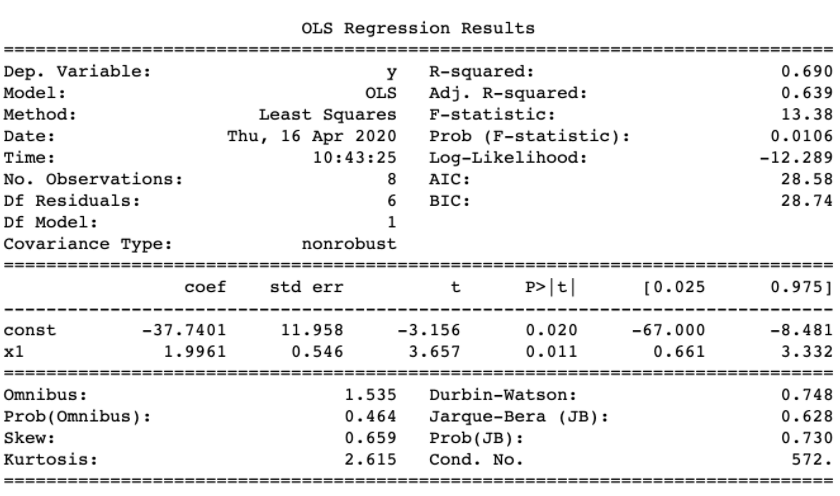 OLS Regression Results
==============================================================================
Dep. Variable:                      y   R-squared:                       0.690
Model:                            OLS   Adj. R-squared:                  0.639
Method:                 Least Squares   F-statistic:                     13.38
Date:                Thu, 16 Apr 2020   Prob (F-statistic):             0.0106
Time:                        10:43:25   Log-Likelihood:                -12.289
No. Observations:                   8   AIC:                             28.58
Df Residuals:                       6   BIC:                             28.74
Df Model:                           1
Covariance Type:            nonrobust
==============================================================================
                 coef    std err          t      P>|t|      [0.025      0.975]
------------------------------------------------------------------------------
const        -37.7401     11.958     -3.156      0.020     -67.000      -8.481
x1             1.9961      0.546      3.657      0.011       0.661       3.332
==============================================================================
Omnibus:                        1.535   Durbin-Watson:                   0.748
Prob(Omnibus):                  0.464   Jarque-Bera (JB):                0.628
Skew:                           0.659   Prob(JB):                        0.730
Kurtosis:                       2.615   Cond. No.                         572.
==============================================================================